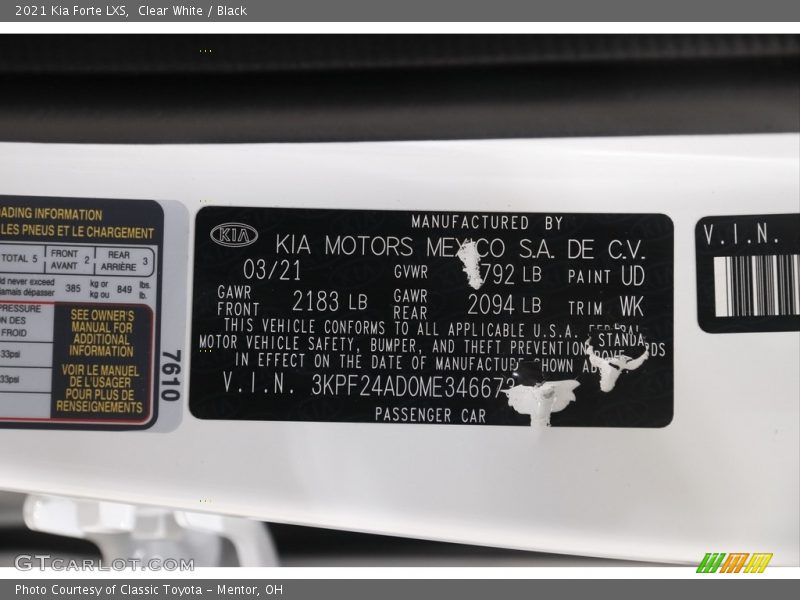 2021 Kia Forte LXS,  Clear White / Black
ADING INFORMATION
LES PNEUS ET LE CHARGEMENT
TOTAL 5
FRONT
AVANT 2
REAR
ARRIÈRE 3
ld never exceed
jamais dépasser
385
kg or
kg ou
849
lbs.
lb.
PRESSURE
ON DES
FROID
33psi
33psi
SEE OWNER'S
MANUAL FOR
ADDITIONAL
INFORMATION
VOIR LE MANUEL
DE L'USAGER
POUR PLUS DE
RENSEIGNEMENTS
7610
KIA
MANUFACTURED BY
KIA MOTORS MEXICO S.A. DE C.V.
03/21
GVWR 792 LB
PAINT UD
GAWR
FRONT 2183 LB
GAWR
REAR 2094 LB
TRIM WK
THIS VEHICLE CONFORMS TO ALL APPLICABLE U.S.A.
MOTOR VEHICLE SAFETY, BUMPER, AND THEFT PREVENTION STANDA DS
IN EFFECT ON THE DATE OF MANUFACTURE SHOWN
V.I.N. 3KPF24AD0ME34667
PASSENGER CAR
V.I.N.
GTCARLOT.COM
Photo Courtesy of Classic Toyota - Mentor, OH